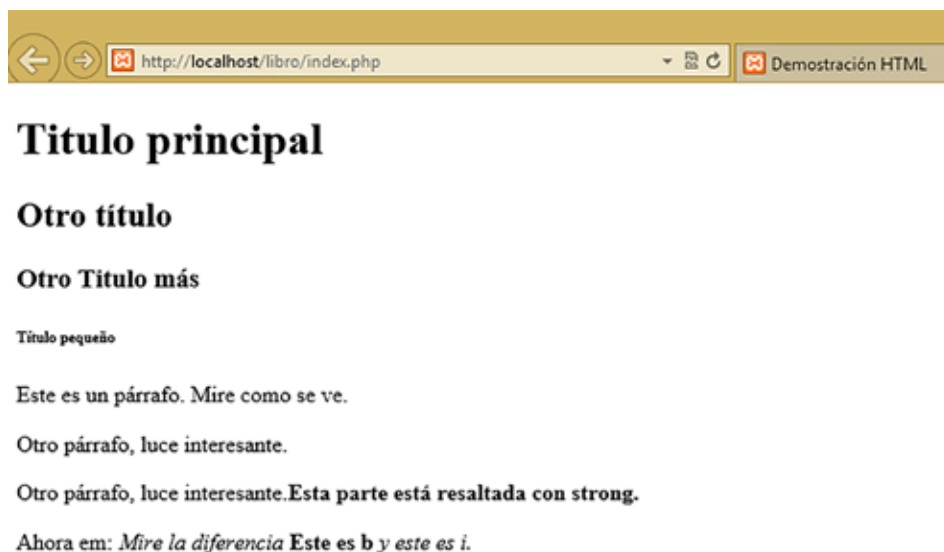 http://localhost/libro/index.php
Demostración HTML
Titulo principal
Otro título
Otro Titulo más
Título pequeño
Este es un párrafo. Mire como se ve.
Otro párrafo, luce interesante.
Otro párrafo, luce interesante.Esta parte está resaltada con strong.
Ahora em: Mire la diferencia Este es b y este es i.